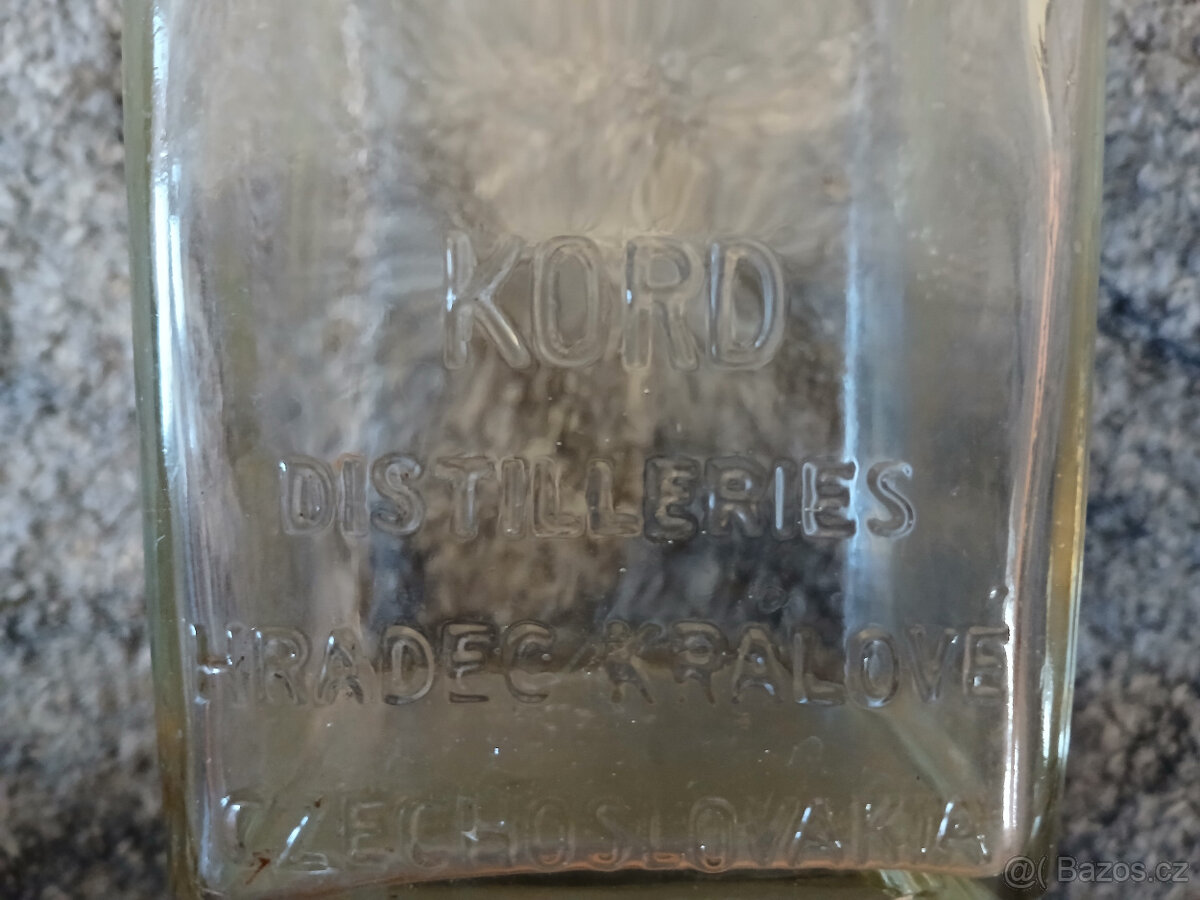 KORD
DISTILLERIES
HRADEC KRALOVE
CZECHOSLOVAKIA
@( Bazos.cz